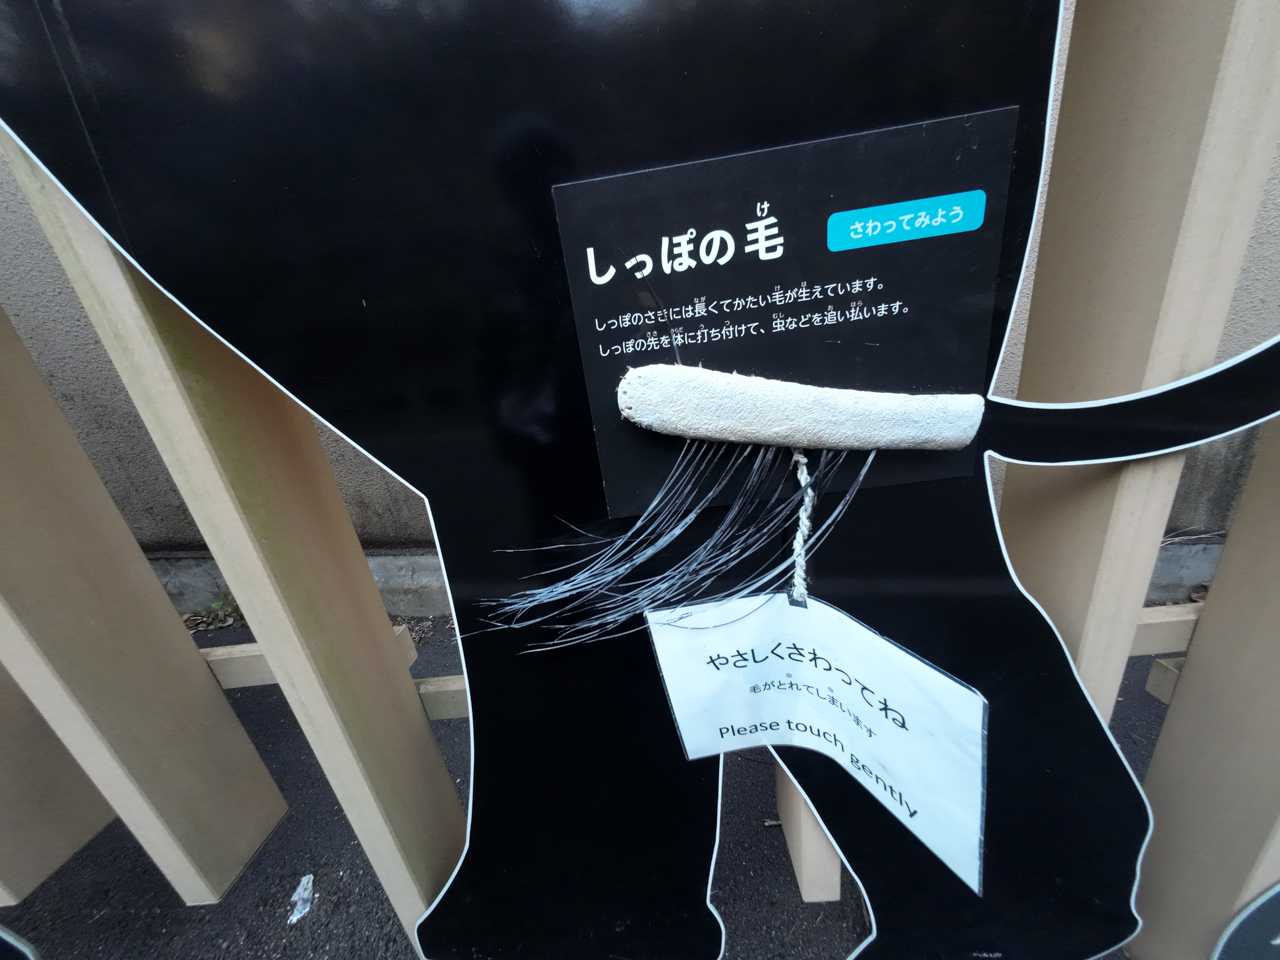 しっぽの毛
さわってみよう
しっぽのさきには長くてかたい毛が生えています。
しっぽの先を体に打ち付けて、虫などを追い払います。
やさしくさわってね
毛がとれてしまいます
Please touch gently